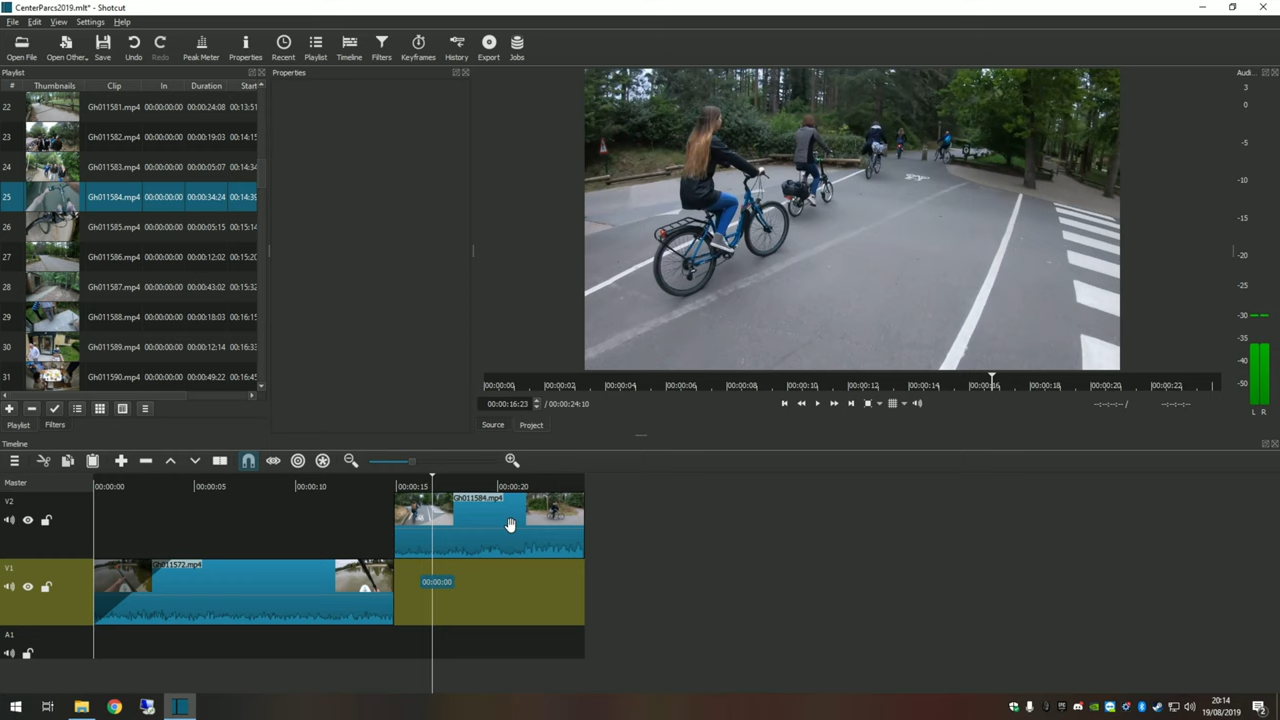 CenterParcs2019.mlt* - Shotcut
File Edit View Settings Help
Open File Open Other.. Save Undo Redo Peak Meter Properties Recent Playlist Timeline Filters Keyframes History Export Jobs
Playlist
Properties
Audi...
# Thumbnails Clip In Duration Start
22 Gh011581.mp4 00:00:00:00 00:00:24:08 00:13:51
23 Gh011582.mp4 00:00:00:00 00:00:19:03 00:14:15
24 Gh011583.mp4 00:00:00:00 00:00:05:07 00:14:34
25 Gh011584.mp4 00:00:00:00 00:00:34:24 00:14:39
26 Gh011585.mp4 00:00:00:00 00:00:05:15 00:15:14
27 Gh011586.mp4 00:00:00:00 00:00:12:02 00:15:20
28 Gh011587.mp4 00:00:00:00 00:00:43:02 00:15:32
29 Gh011588.mp4 00:00:00:00 00:00:18:03 00:16:15
30 Gh011589.mp4 00:00:00:00 00:00:12:14 00:16:33
31 Gh011590.mp4 00:00:00:00 00:00:49:22 00:16:45
3
0
-5
-10
-15
-20
-25
-30
-35
-40
-50
L R
00:00:00 00:00:02 00:00:04 00:00:06 00:00:08 00:00:10 00:00:12 00:00:14 00:00:16 00:00:18 00:00:20 00:00:22
00:00:16:23 / 00:00:24:10
--:--:--:-- / --:--:--:--
Playlist Filters
Source Project
Timeline
Master
00:00:00 00:00:05 00:00:10 00:00:15 00:00:20
V2
Gh011584.mp4
V1
Gh011572.mp4
00:00:00
A1
20:14
19/08/2019
2